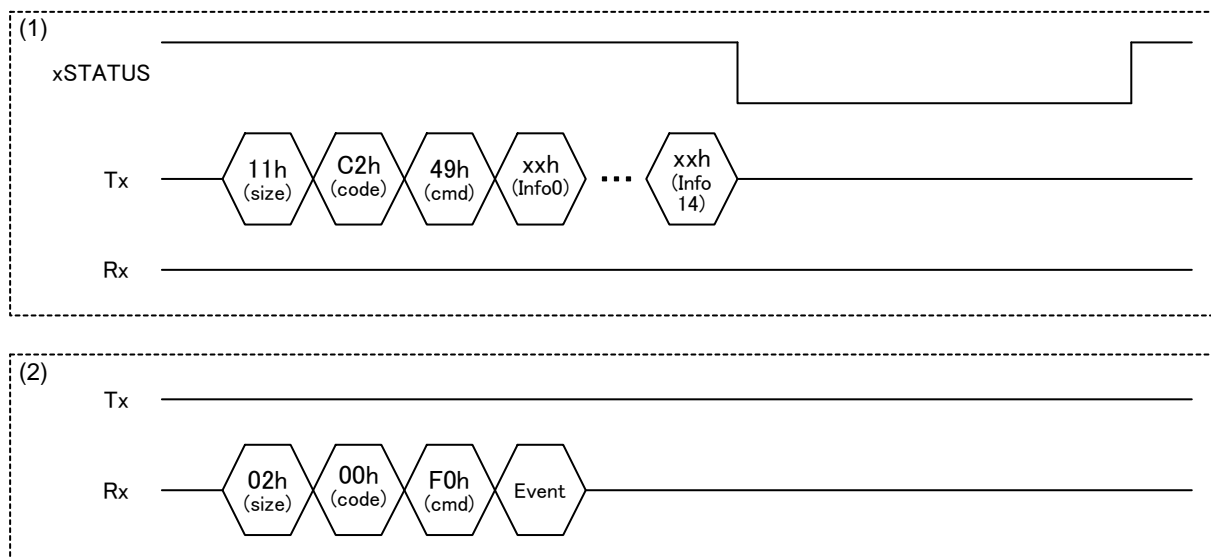 (1)
xSTATUS
Tx
11h
(size)
C2h
(code)
49h
(cmd)
xxh
(Info0)
...
xxh
(Info
14)
Rx
(2)
Tx
Rx
02h
(size)
00h
(code)
F0h
(cmd)
Event